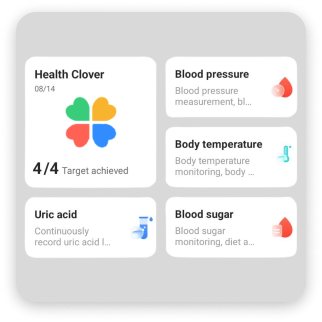 Health Clover
08/14
4/4 Target achieved
Blood pressure
Blood pressure
measurement, bl...
Body temperature
Body temperature
monitoring, body ...
Uric acid
Continuously
record uric acid l...
Blood sugar
Blood sugar
monitoring, diet a...